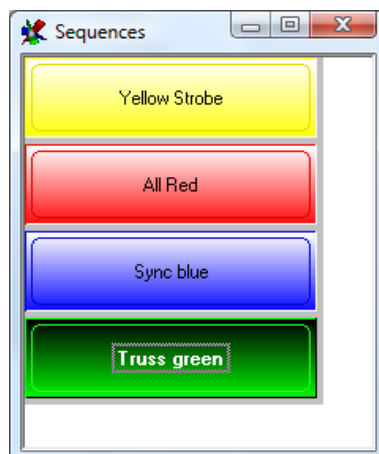 Sequences
Yellow Strobe
All Red
Sync blue
Truss green